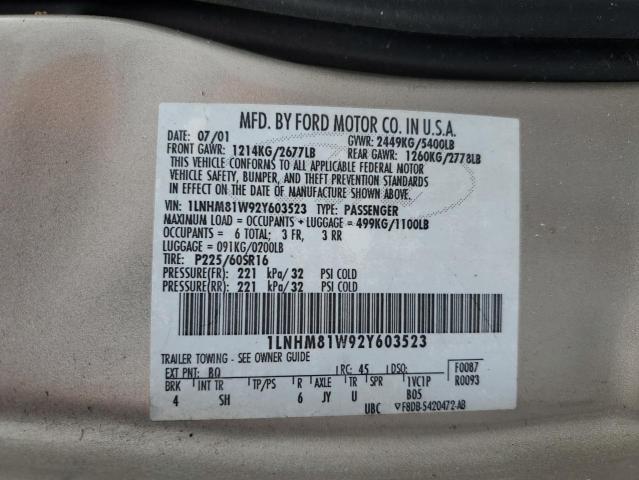 MFD. BY FORD MOTOR CO. IN U.S.A.
DATE: 07/01 GVWR: 2449KG/5400LB
FRONT GAWR: 1214KG/2677LB REAR GAWR: 1260KG/2778LB
THIS VEHICLE CONFORMS TO ALL APPLICABLE FEDERAL MOTOR
VEHICLE SAFETY, BUMPER, AND THEFT PREVENTION STANDARDS
IN EFFECT ON THE DATE OF MANUFACTURE SHOWN ABOVE.
VIN: 1LNHM81W92Y603523 TYPE: PASSENGER
MAXIMUM LOAD = OCCUPANTS + LUGGAGE = 499KG/1100LB
OCCUPANTS = 6 TOTAL; 3 FR, 3 RR
LUGGAGE = 091KG/0200LB
TIRE: P225/60SR16
PRESSURE(FR): 221 kPa/32 PSI COLD
PRESSURE(RR): 221 kPa/32 PSI COLD
1LNHM81W92Y603523
TRAILER TOWING - SEE OWNER GUIDE
EXT PNT: BQ RC: 45 DSO: F0087
BRK INT TR TP/PS R AXLE TR SPR 1VC1P R0093
4 SH 6 JY U B05
UBC ▽F8DB-5420472-AB